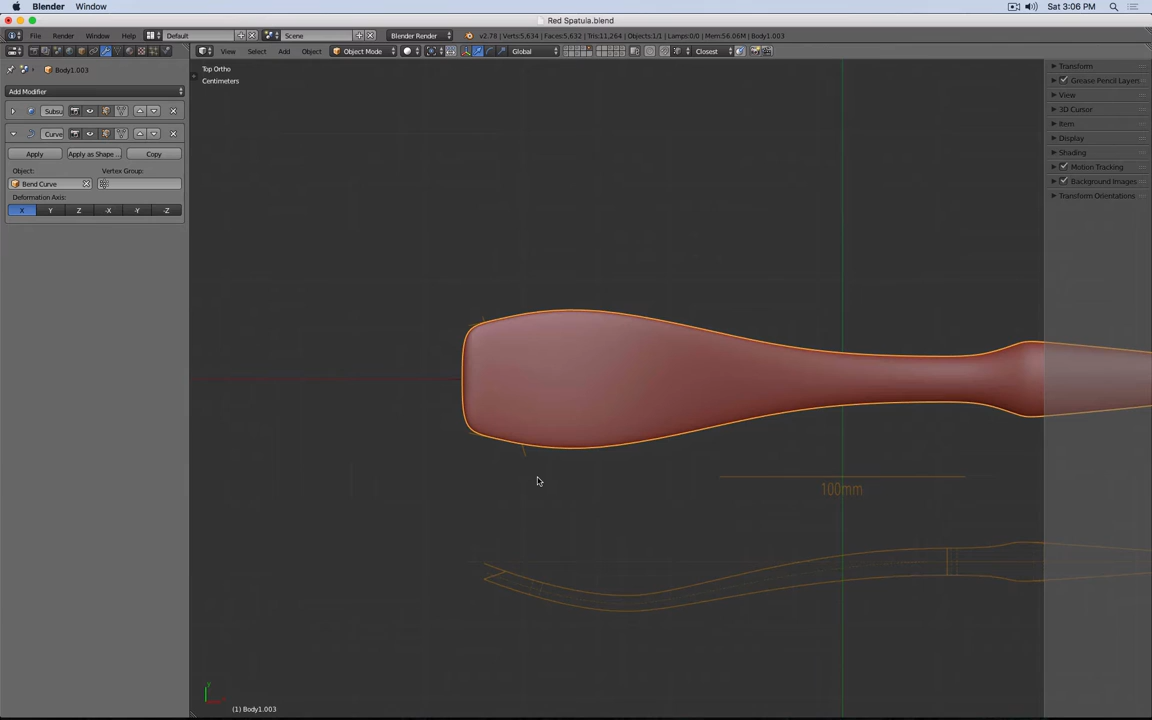 Blender Window Sat 3:06 PM
Red Spatula.blend
File Render Window Help Default Scene Blender Render v2.78 | Verts:5,634 | Faces:5,632 | Tris:11,264 | Objects:1/1 | Lamps:0/0 | Mem:56.06M | Body1.003
View Select Add Object Object Mode Global Closest
Body1.003
Add Modifier
Subsu
Curve
Apply Apply as Shape ... Copy
Object: Vertex Group:
Bend Curve
Deformation Axis:
X Y Z -X -Y -Z
Top Ortho
Centimeters
Transform
Grease Pencil Layers
View
3D Cursor
Item
Display
Shading
Motion Tracking
Background Images
Transform Orientations
100mm
y
(1) Body1.003